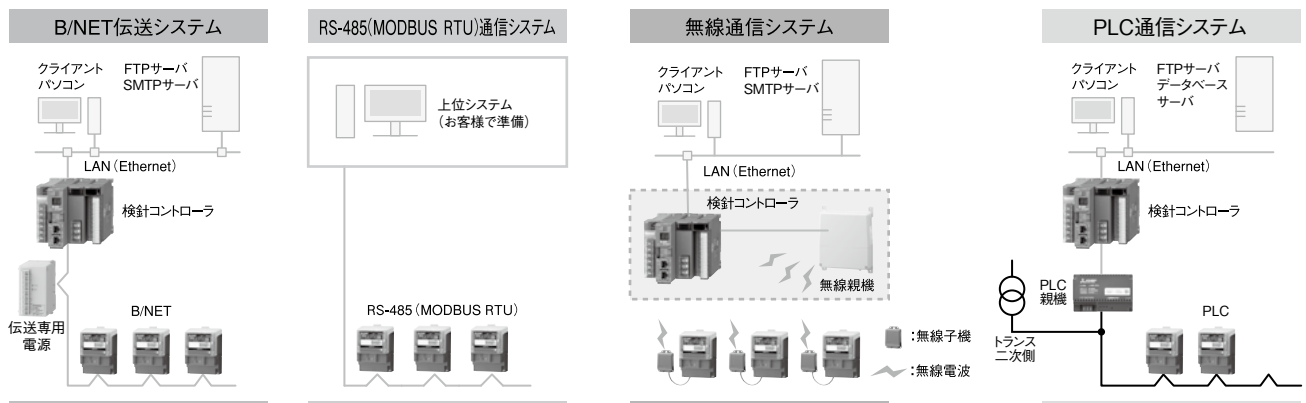 B/NET伝送システム
クライアント
パソコン
FTPサーバ
SMTPサーバ
LAN（Ethernet）
検針コントローラ
伝送専用
電源
B/NET
RS-485(MODBUS RTU)通信システム
上位システム
（お客様で準備）
RS-485（MODBUS RTU）
無線通信システム
クライアント
パソコン
FTPサーバ
SMTPサーバ
LAN（Ethernet）
検針コントローラ
無線親機
：無線子機
：無線電波
PLC通信システム
クライアント
パソコン
FTPサーバ
データベース
サーバ
LAN（Ethernet）
検針コントローラ
PLC
親機
トランス
二次側
PLC